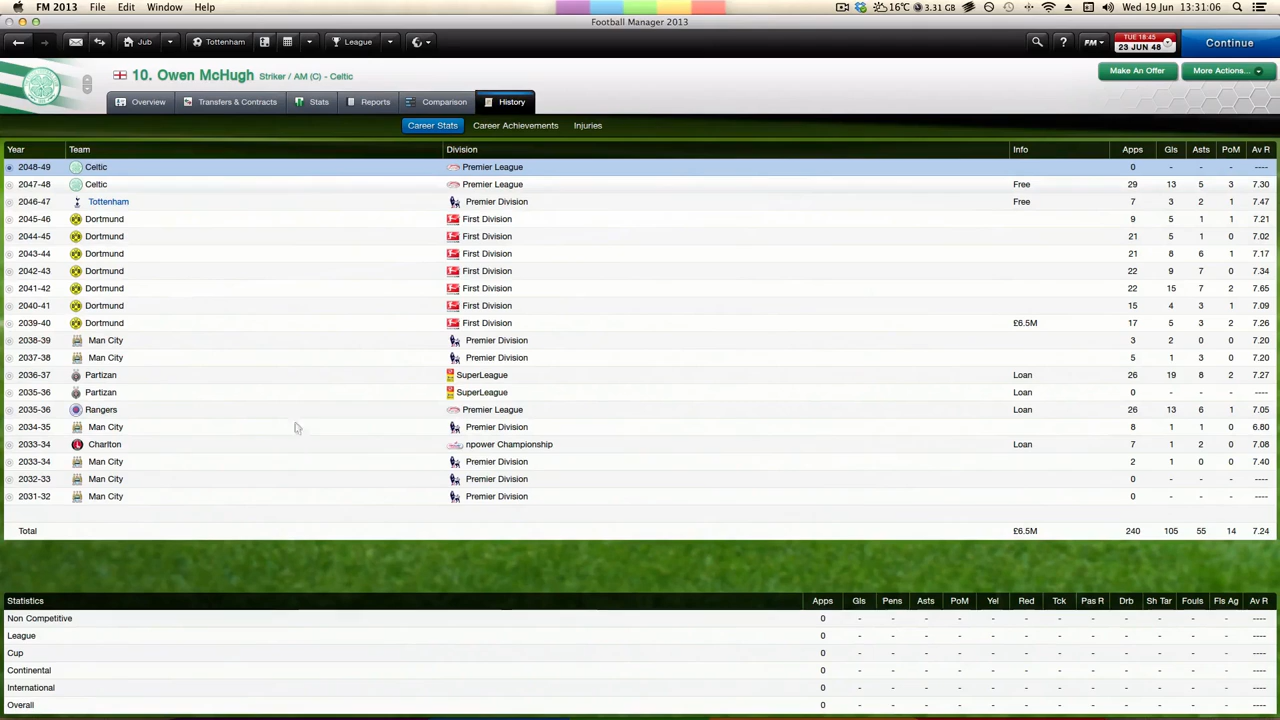 FM 2013 File Edit Window Help 16°C 3.31 GB Wed 19 Jun 13:31:06
Football Manager 2013
Job Tottenham League FM TUE 18:45 23 JUN 48 Continue
10. Owen McHugh Striker / AM (C) - Celtic Make An Offer More Actions...
Overview Transfers & Contracts Stats Reports Comparison History
Career Stats Career Achievements Injuries
Year Team Division Info Apps Gls Asts PoM Av R
2048-49 Celtic Premier League 0 - - - ----
2047-48 Celtic Premier League Free 29 13 5 3 7.30
2046-47 Tottenham Premier Division Free 7 3 2 1 7.47
2045-46 Dortmund First Division 9 5 1 1 7.21
2044-45 Dortmund First Division 21 5 1 0 7.02
2043-44 Dortmund First Division 21 8 6 1 7.17
2042-43 Dortmund First Division 22 9 7 0 7.34
2041-42 Dortmund First Division 22 15 7 2 7.65
2040-41 Dortmund First Division 15 4 3 1 7.09
2039-40 Dortmund First Division £6.5M 17 5 3 2 7.26
2038-39 Man City Premier Division 3 2 0 0 7.20
2037-38 Man City Premier Division 5 1 3 0 7.20
2036-37 Partizan SuperLeague Loan 26 19 8 2 7.27
2035-36 Partizan SuperLeague Loan 0 - - - ----
2035-36 Rangers Premier League Loan 26 13 6 1 7.05
2034-35 Man City Premier Division 8 1 1 0 6.80
2033-34 Charlton npower Championship Loan 7 1 2 0 7.08
2033-34 Man City Premier Division 2 1 0 0 7.40
2032-33 Man City Premier Division 0 - - - ----
2031-32 Man City Premier Division 0 - - - ----
Total £6.5M 240 105 55 14 7.24
Statistics Apps Gls Pens Asts PoM Yel Red Tck Pas R Drb Sh Tar Fouls Fls Ag Av R
Non Competitive 0 - - - - - - - - - - - - ----
League 0 - - - - - - - - - - - - ----
Cup 0 - - - - - - - - - - - - ----
Continental 0 - - - - - - - - - - - - ----
International 0 - - - - - - - - - - - - ----
Overall 0 - - - - - - - - - - - - ----